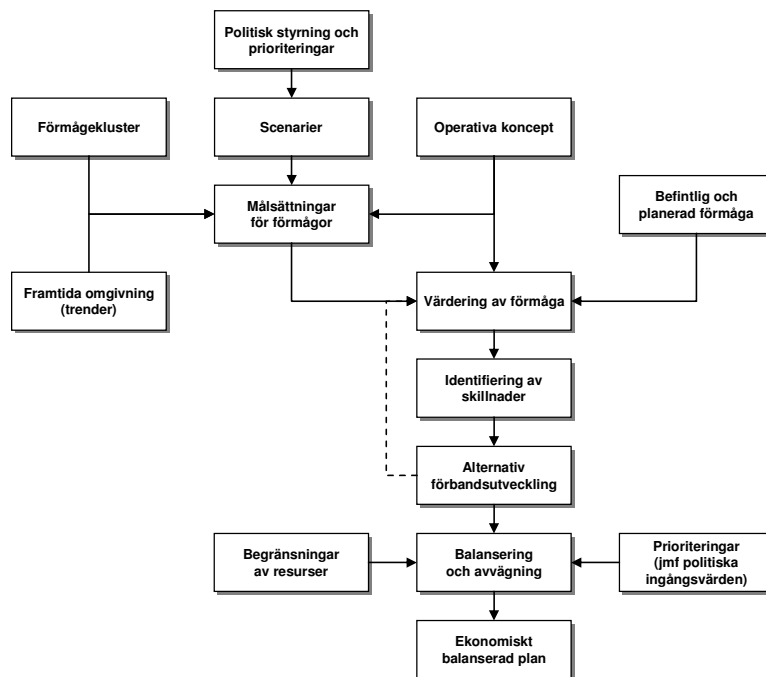 Politisk styrning och
prioriteringar
Förmågekluster
Scenarier
Operativa koncept
Målsättningar
för förmågor
Befintlig och
planerad förmåga
Framtida omgivning
(trender)
Värdering av förmåga
Identifiering av
skillnader
Alternativ
förbandsutveckling
Begränsningar
av resurser
Balansering
och avvägning
Prioriteringar
(jmf politiska
ingångsvärden)
Ekonomiskt
balanserad plan